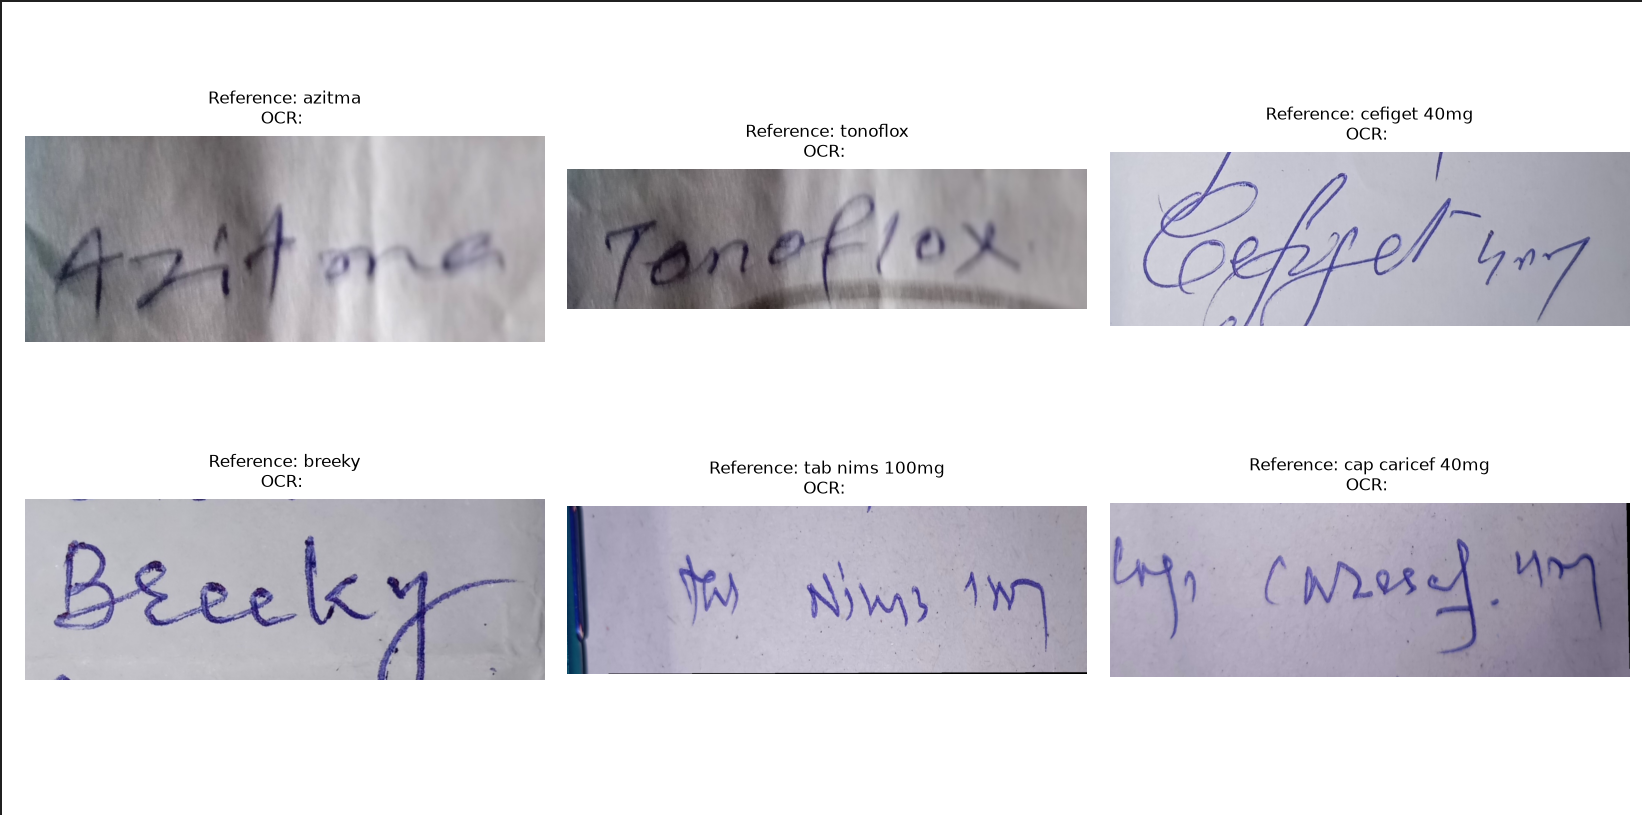 Reference: azitma
OCR:
Azitma
Reference: tonoflox
OCR:
Tonoflox
Reference: cefiget 40mg
OCR:
Cefiget
Reference: breeky
OCR:
Breeky
Reference: tab nims 100mg
OCR:
Tab Nims
Reference: cap caricef 40mg
OCR: